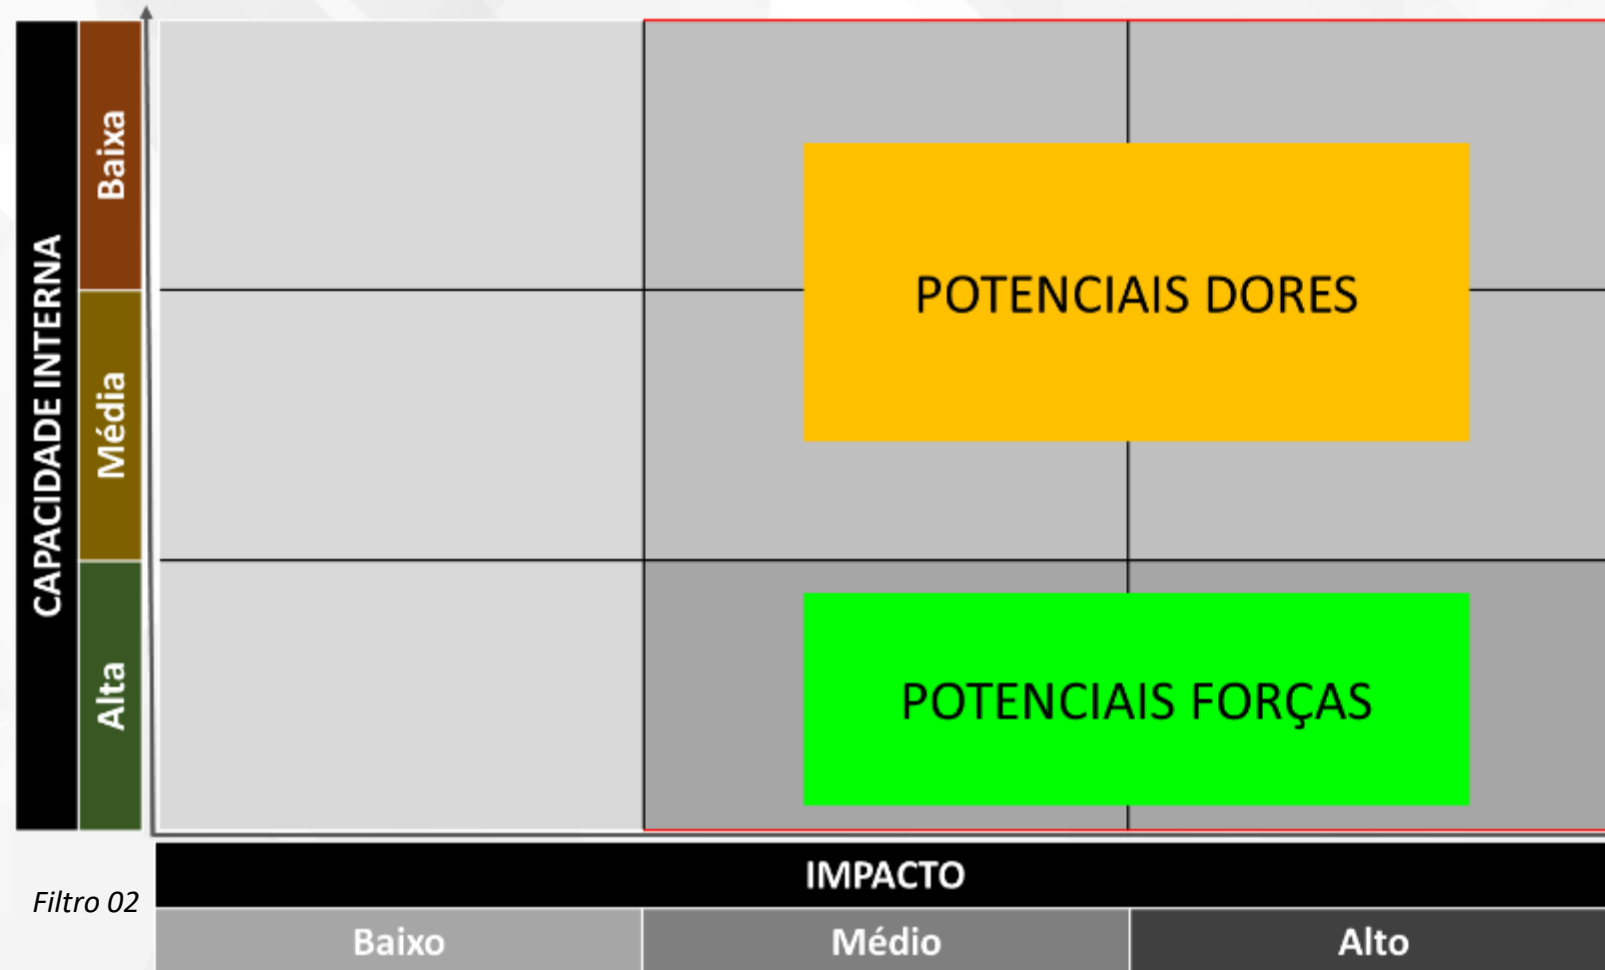 CAPACIDADE INTERNA
Baixa
Média
Alta
POTENCIAIS DORES
POTENCIAIS FORÇAS
IMPACTO
Filtro 02
Baixo
Médio
Alto